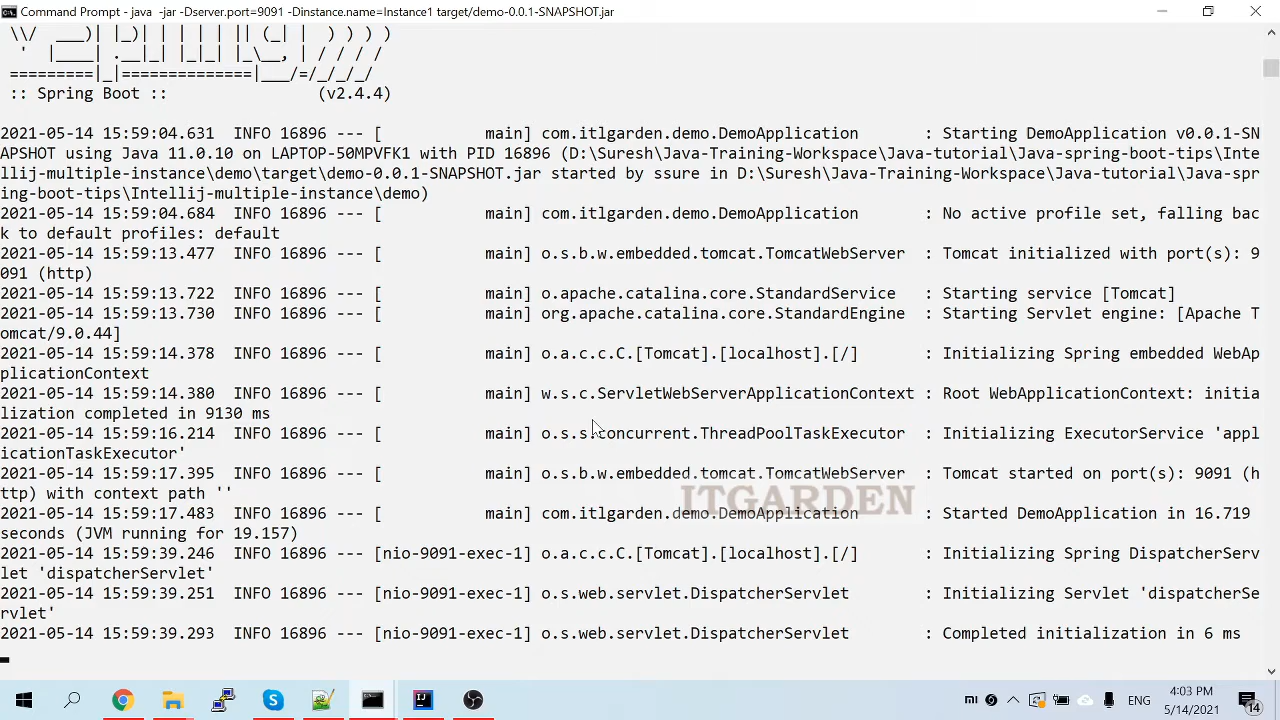 Command Prompt - java -jar -Dserver.port=9091 -Dinstance.name=Instance1 target/demo-0.0.1-SNAPSHOT.jar
:: Spring Boot :: (v2.4.4)
2021-05-14 15:59:04.631 INFO 16896 --- [ main] com.itlgarden.demo.DemoApplication : Starting DemoApplication v0.0.1-SN
APSHOT using Java 11.0.10 on LAPTOP-50MPVFK1 with PID 16896 (D:\Suresh\Java-Training-Workspace\Java-tutorial\Java-spring-boot-tips\Inte
llij-multiple-instance\demo\target\demo-0.0.1-SNAPSHOT.jar started by ssure in D:\Suresh\Java-Training-Workspace\Java-tutorial\Java-spr
ing-boot-tips\Intellij-multiple-instance\demo)
2021-05-14 15:59:04.684 INFO 16896 --- [ main] com.itlgarden.demo.DemoApplication : No active profile set, falling bac
k to default profiles: default
2021-05-14 15:59:13.477 INFO 16896 --- [ main] o.s.b.w.embedded.tomcat.TomcatWebServer : Tomcat initialized with port(s): 9
091 (http)
2021-05-14 15:59:13.722 INFO 16896 --- [ main] o.apache.catalina.core.StandardService : Starting service [Tomcat]
2021-05-14 15:59:13.730 INFO 16896 --- [ main] org.apache.catalina.core.StandardEngine : Starting Servlet engine: [Apache T
omcat/9.0.44]
2021-05-14 15:59:14.378 INFO 16896 --- [ main] o.a.c.c.C.[Tomcat].[localhost].[/] : Initializing Spring embedded WebAp
plicationContext
2021-05-14 15:59:14.380 INFO 16896 --- [ main] w.s.c.ServletWebServerApplicationContext : Root WebApplicationContext: initia
lization completed in 9130 ms
2021-05-14 15:59:16.214 INFO 16896 --- [ main] o.s.s.concurrent.ThreadPoolTaskExecutor : Initializing ExecutorService 'appl
icationTaskExecutor'
2021-05-14 15:59:17.395 INFO 16896 --- [ main] o.s.b.w.embedded.tomcat.TomcatWebServer : Tomcat started on port(s): 9091 (h
ttp) with context path ''
ITGARDEN
2021-05-14 15:59:17.483 INFO 16896 --- [ main] com.itlgarden.demo.DemoApplication : Started DemoApplication in 16.719
seconds (JVM running for 19.157)
2021-05-14 15:59:39.246 INFO 16896 --- [nio-9091-exec-1] o.a.c.c.C.[Tomcat].[localhost].[/] : Initializing Spring DispatcherServ
let 'dispatcherServlet'
2021-05-14 15:59:39.251 INFO 16896 --- [nio-9091-exec-1] o.s.web.servlet.DispatcherServlet : Initializing Servlet 'dispatcherSe
rvlet'
2021-05-14 15:59:39.293 INFO 16896 --- [nio-9091-exec-1] o.s.web.servlet.DispatcherServlet : Completed initialization in 6 ms
mi ENG 4:03 PM
5/14/2021 14